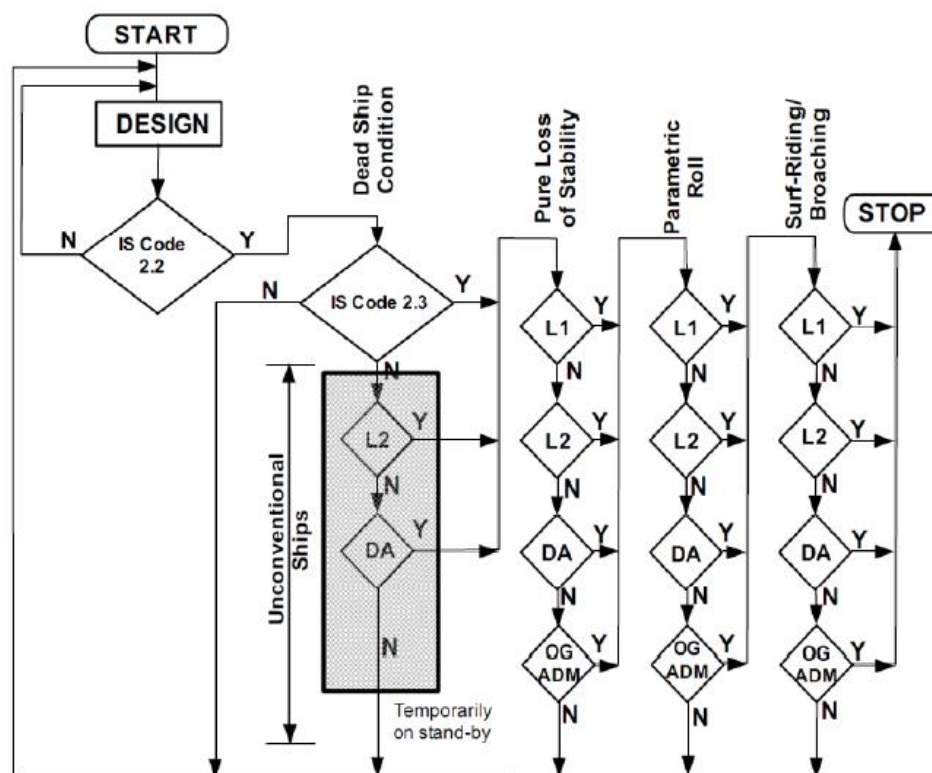 START
DESIGN
IS Code
2.2
N
Y
Dead Ship
Condition
IS Code 2.3
N
Y
N
L2
Y
N
DA
Y
N
Unconventional
Ships
Temporarily
on stand-by
Pure Loss
of Stability
L1
Y
N
L2
Y
N
DA
Y
N
OG
ADM
Y
N
Parametric
Roll
L1
Y
N
L2
Y
N
DA
Y
N
OG
ADM
Y
N
Surf-Riding/
Broaching
L1
Y
N
L2
Y
N
DA
Y
N
OG
ADM
Y
N
STOP